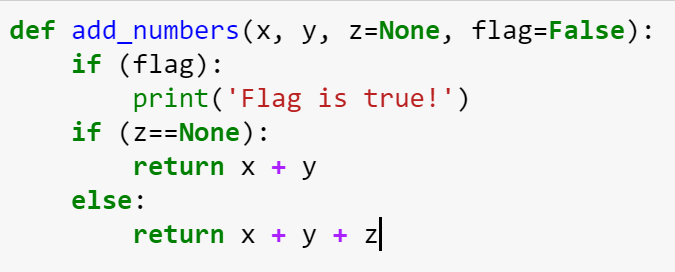 def add_numbers(x, y, z=None, flag=False):
    if (flag):
        print('Flag is true!')
    if (z==None):
        return x + y
    else:
        return x + y + z